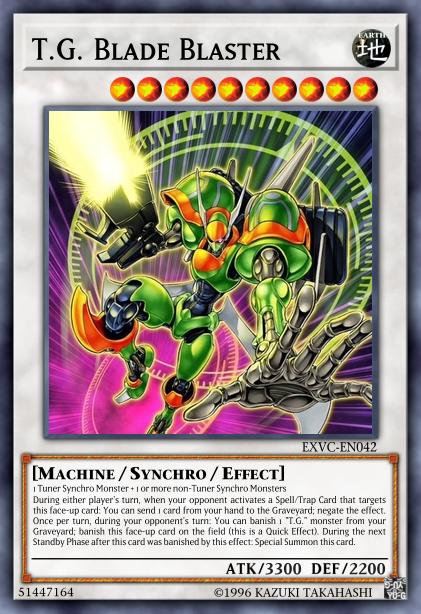 T.G. Blade Blaster
EARTH
地
EXVC-EN042
[Machine / Synchro / Effect]
1 Tuner Synchro Monster + 1 or more non-Tuner Synchro Monsters
During either player's turn, when your opponent activates a Spell/Trap Card that targets
this face-up card: You can send 1 card from your hand to the Graveyard; negate the effect.
Once per turn, during your opponent's turn: You can banish 1 "T.G." monster from your
Graveyard; banish this face-up card on the field (this is a Quick Effect). During the next
Standby Phase after this card was banished by this effect: Special Summon this card.
ATK/3300 DEF/2200
51447164
©1996 KAZUKI TAKAHASHI